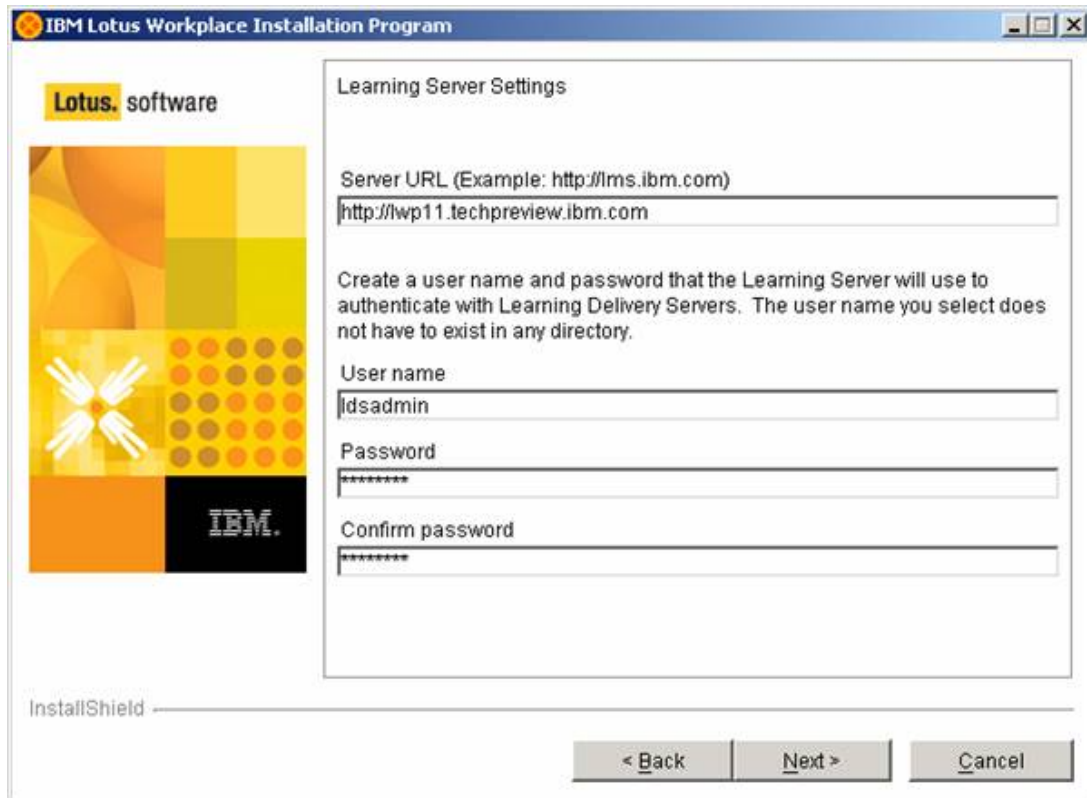 IBM Lotus Workplace Installation Program
Lotus. software
IBM.
Learning Server Settings
Server URL (Example: http://lms.ibm.com)
http://lwp11.techpreview.ibm.com
Create a user name and password that the Learning Server will use to
authenticate with Learning Delivery Servers. The user name you select does
not have to exist in any directory.
User name
ldsadmin
Password
********
Confirm password
********
InstallShield
< Back
Next >
Cancel